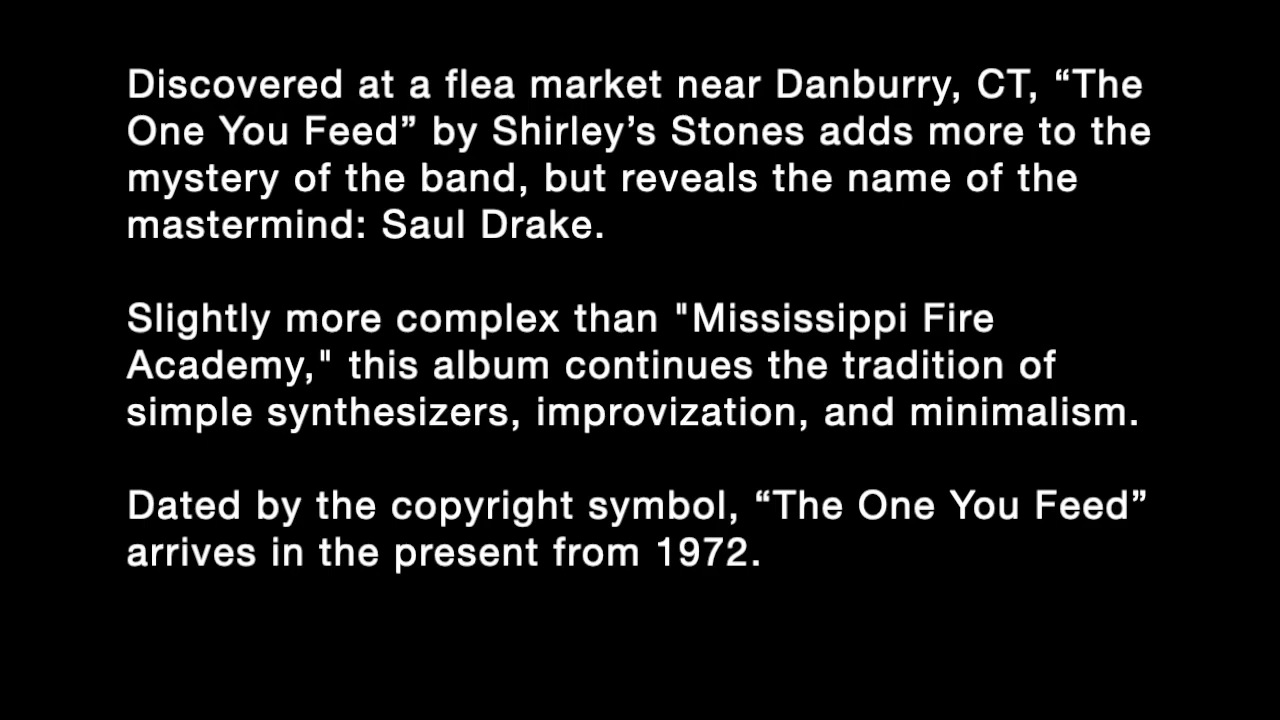 Discovered at a flea market near Danburry, CT, “The
One You Feed” by Shirley’s Stones adds more to the
mystery of the band, but reveals the name of the
mastermind: Saul Drake.
Slightly more complex than "Mississippi Fire
Academy," this album continues the tradition of
simple synthesizers, improvization, and minimalism.
Dated by the copyright symbol, “The One You Feed”
arrives in the present from 1972.